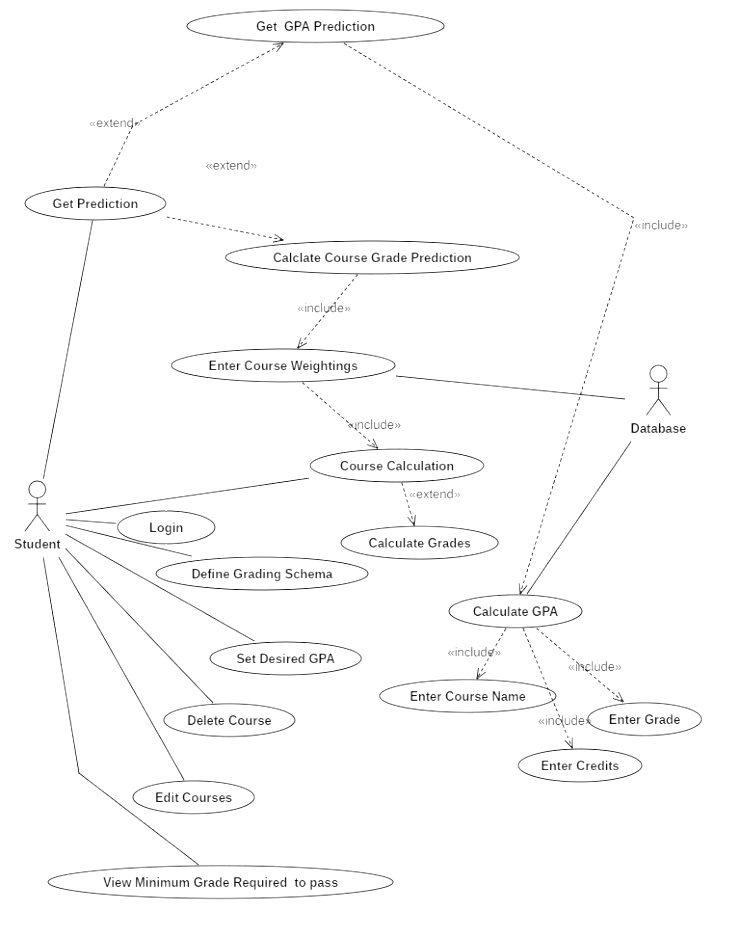 Get GPA Prediction
«extend»
«extend»
Get Prediction
«include»
Calclate Course Grade Prediction
«include»
Enter Course Weightings
«include»
Database
Course Calculation
«extend»
Login
Calculate Grades
Student
Define Grading Schema
Calculate GPA
«include»
Set Desired GPA
«include»
Enter Course Name
Delete Course
«include»
Enter Grade
Enter Credits
Edit Courses
View Minimum Grade Required to pass